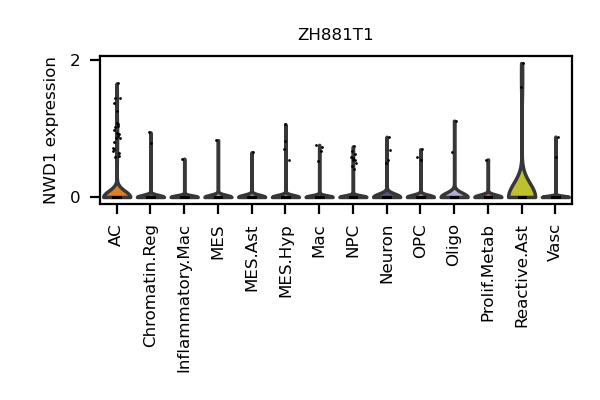 ZH881T1
NWD1 expression
2
0
AC
Chromatin.Reg
Inflammatory.Mac
MES
MES.Ast
MES.Hyp
Mac
NPC
Neuron
OPC
Oligo
Prolif.Metab
Reactive.Ast
Vasc